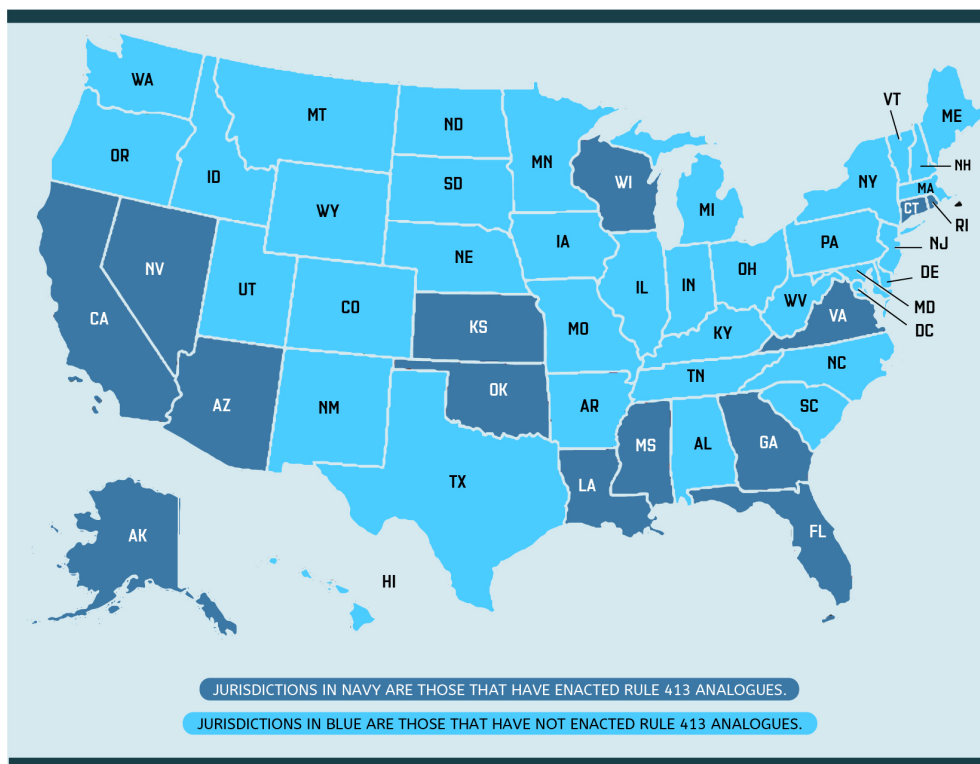 WA
MT
ND
MN
VT
ME
OR
ID
SD
WI
NH
WY
MI
NY
MA
CT
RI
IA
PA
NJ
NE
OH
NV
UT
CO
IL
IN
DE
WV
MD
CA
KS
MO
VA
DC
KY
NC
TN
AZ
NM
OK
AR
SC
MS
AL
GA
TX
LA
FL
AK
HI
JURISDICTIONS IN NAVY ARE THOSE THAT HAVE ENACTED RULE 413 ANALOGUES.
JURISDICTIONS IN BLUE ARE THOSE THAT HAVE NOT ENACTED RULE 413 ANALOGUES.